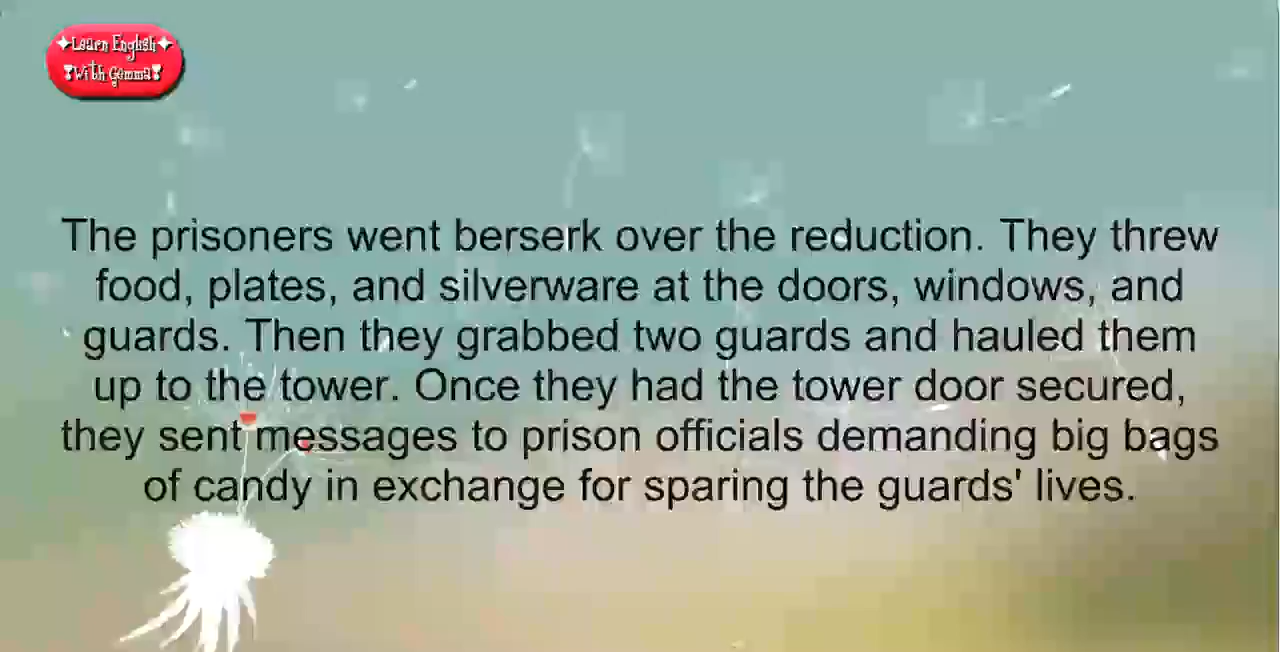 Learn English
With Gemma
The prisoners went berserk over the reduction. They threw
food, plates, and silverware at the doors, windows, and
guards. Then they grabbed two guards and hauled them
up to the tower. Once they had the tower door secured,
they sent messages to prison officials demanding big bags
of candy in exchange for sparing the guards' lives.